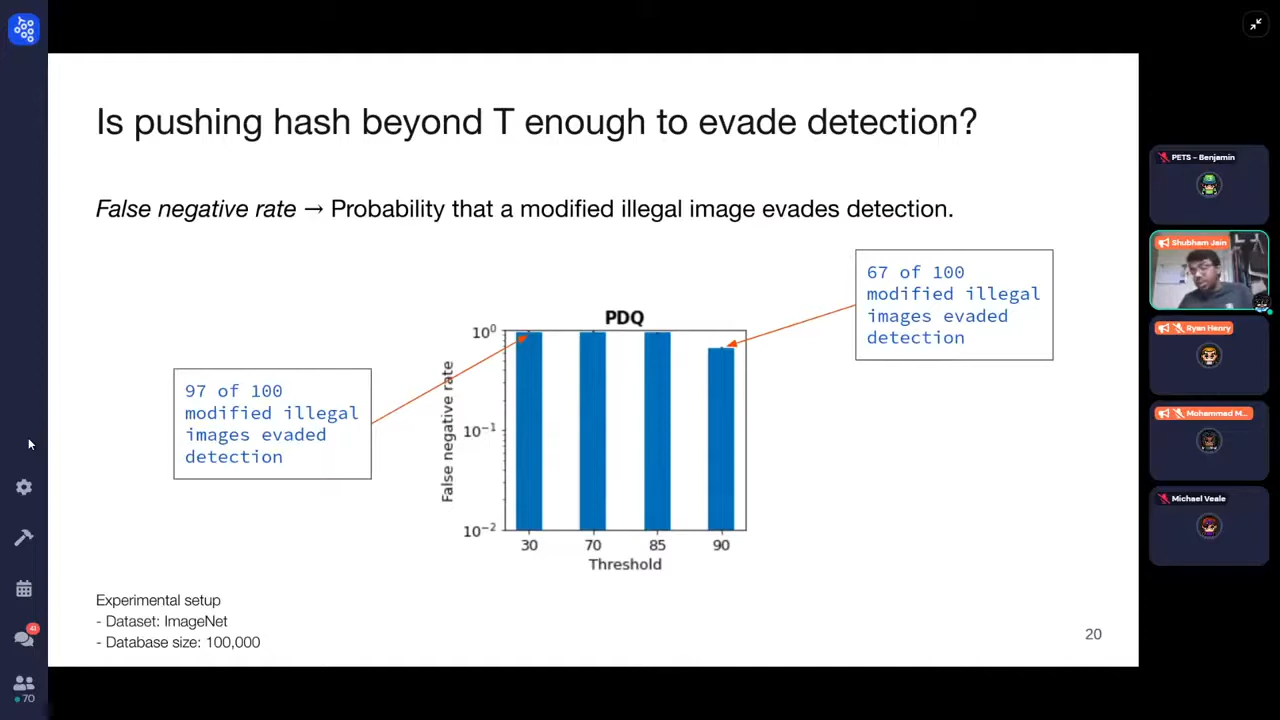 Is pushing hash beyond T enough to evade detection?
False negative rate → Probability that a modified illegal image evades detection.
67 of 100
modified illegal
images evaded
detection
97 of 100
modified illegal
images evaded
detection
PDQ
False negative rate
10⁰
10⁻¹
10⁻²
30 70 85 90
Threshold
Experimental setup
- Dataset: ImageNet
- Database size: 100,000
20
PETS - Benjamin
Shubham Jain
Ryan Henry
Mohammad M...
Michael Veale
70